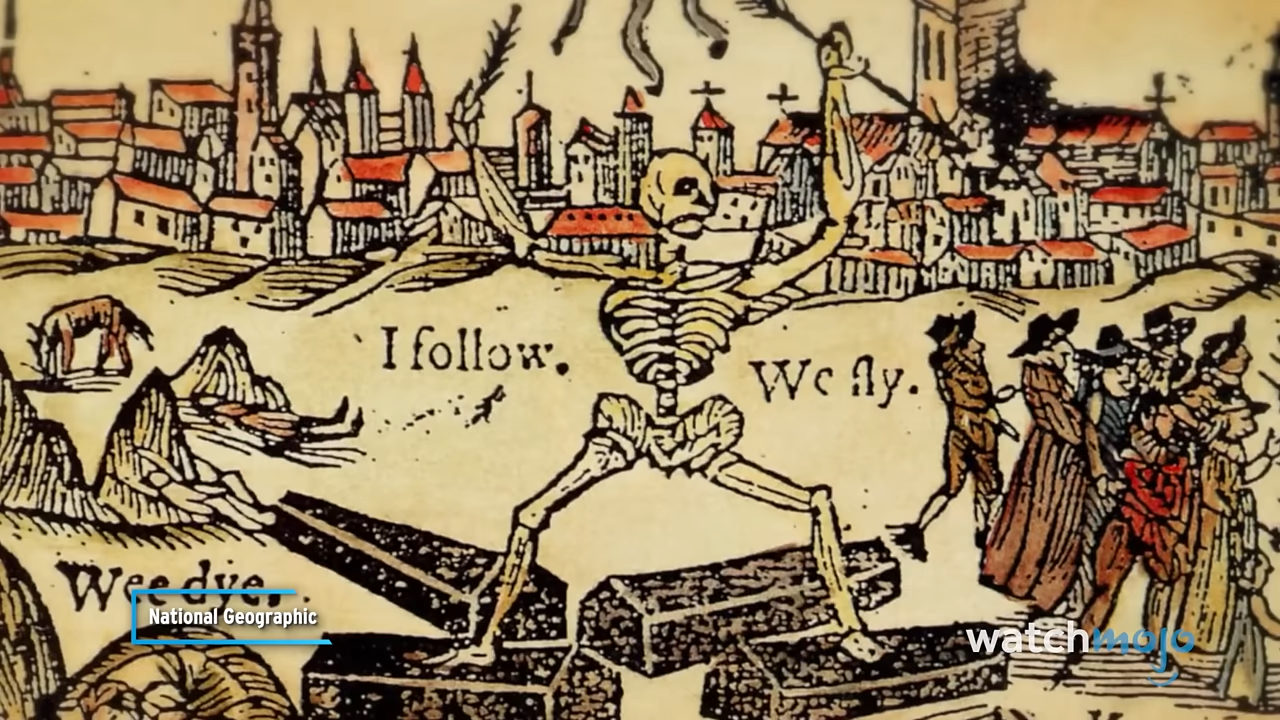 I follow.
We fly.
Wee dye.
National Geographic
watchmojo